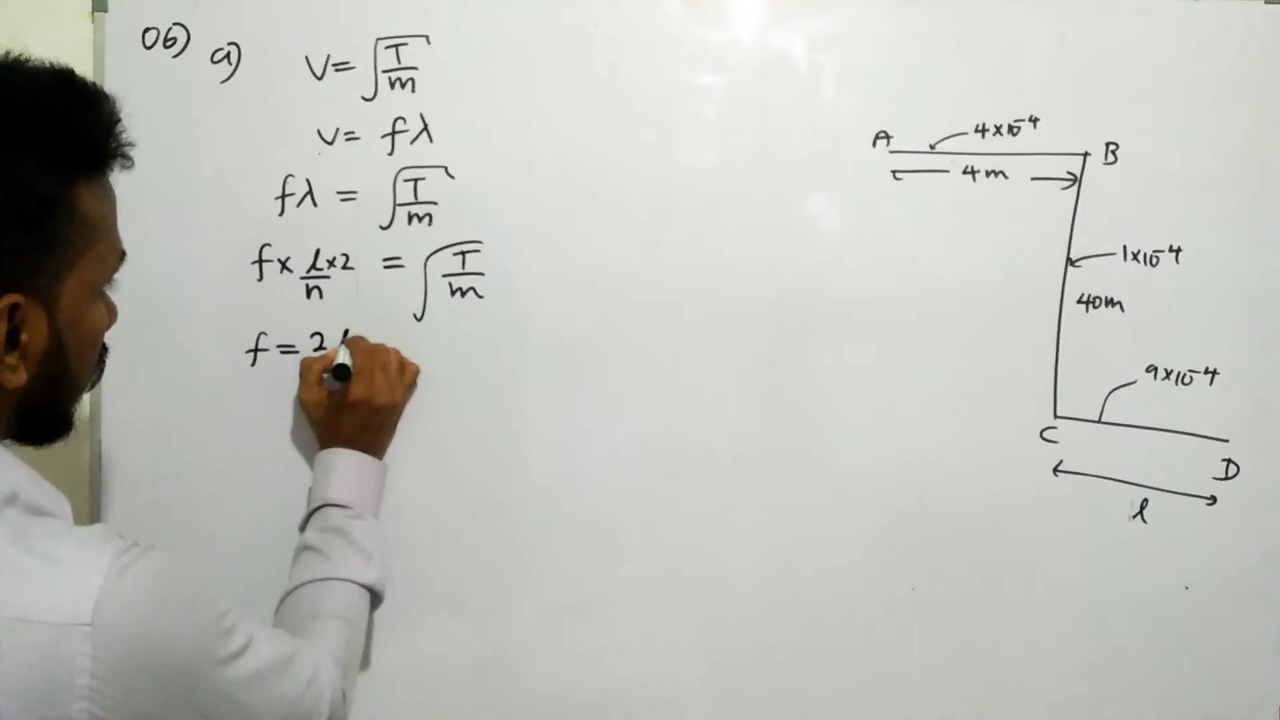 06) a) V = √(T/m)
v = fλ
fλ = √(T/m)
f × (l×2)/n = √(T/m)
f = 2
A
4×10⁻⁴
B
4m
1×10⁻⁴
40m
9×10⁻⁴
C
D
l